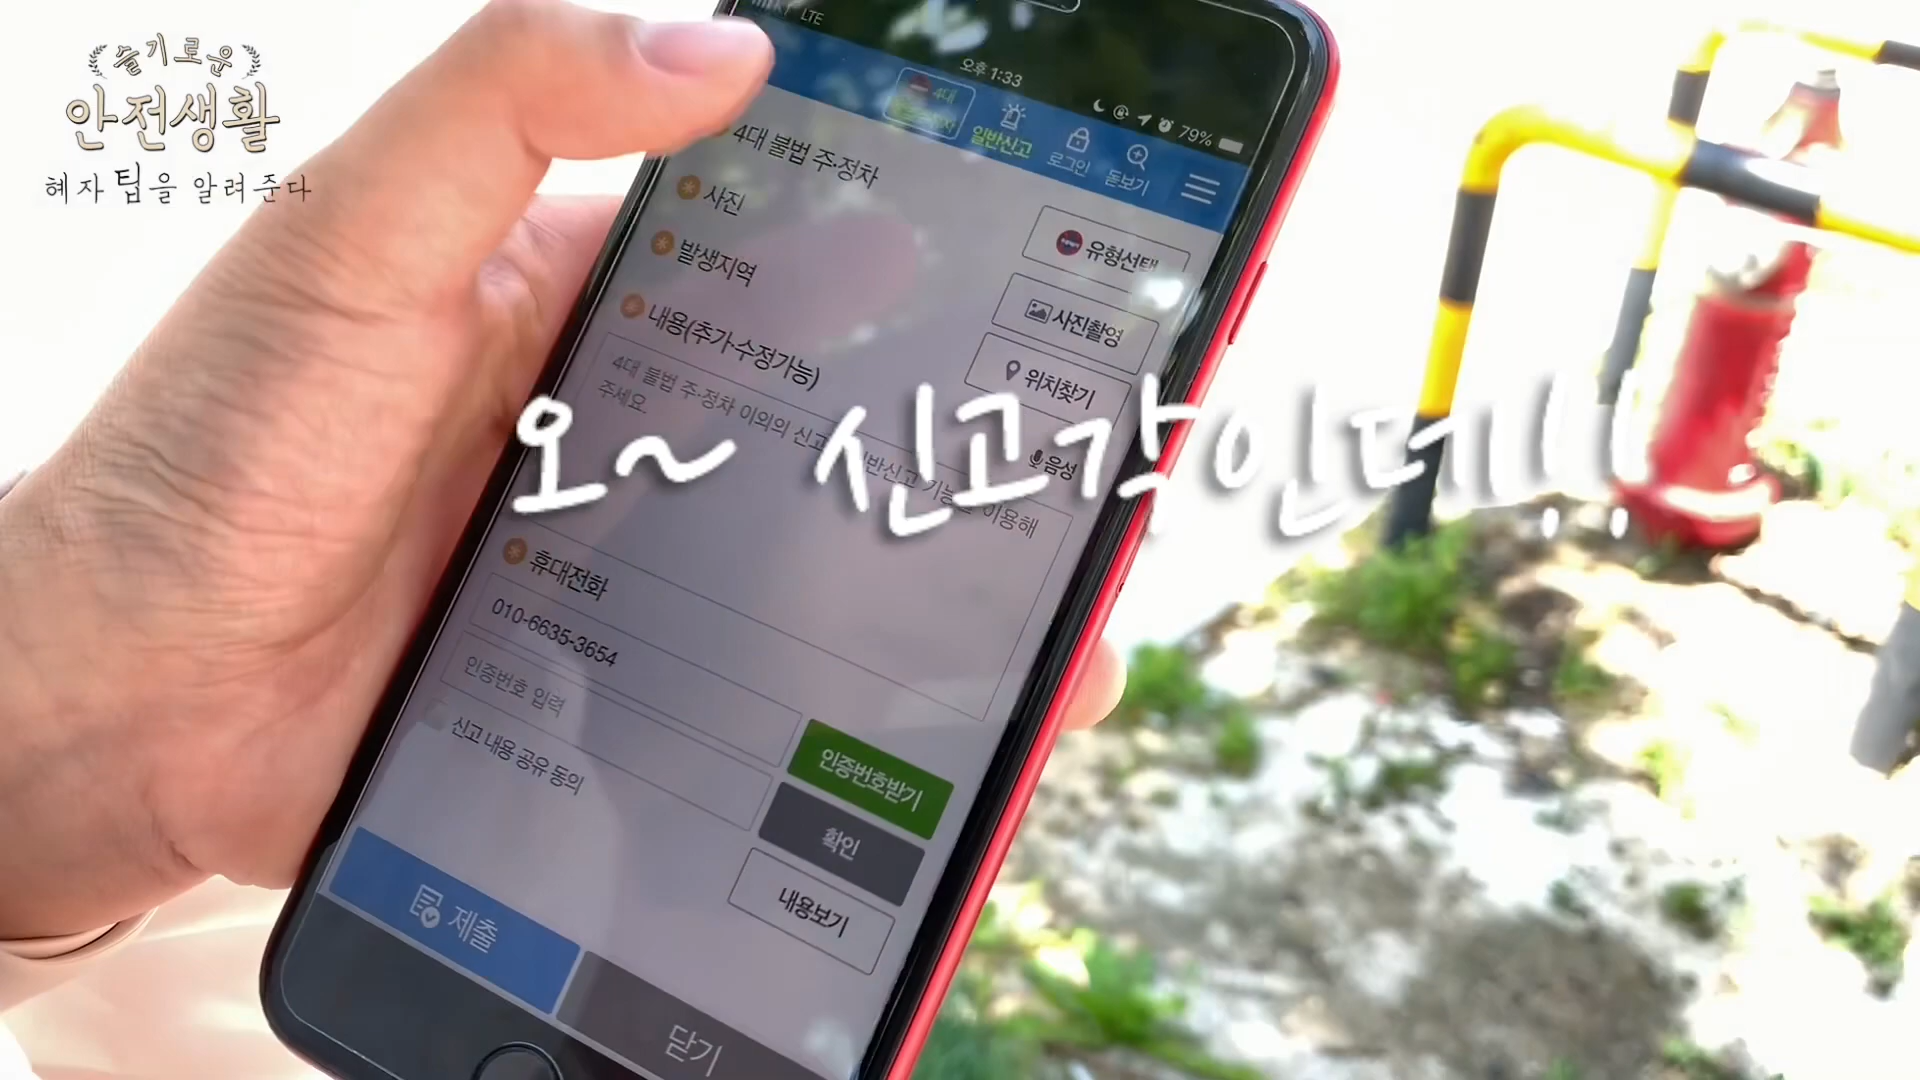 슬기로운
안전생활
혜자 팁을 알려준다
LTE
오후 1:33
79%
4대
일반신고
로그인
돋보기
4대 불법 주·정차
유형선택
사진
사진촬영
발생지역
위치찾기
내용(추가·수정가능)
음성
4대 불법 주·정차 이외의 신고
이용해
주세요.
오~ 신고각인데!!
휴대전화
010-6635-3654
인증번호받기
인증번호 입력
확인
신고 내용 공유 동의
내용보기
제출
닫기